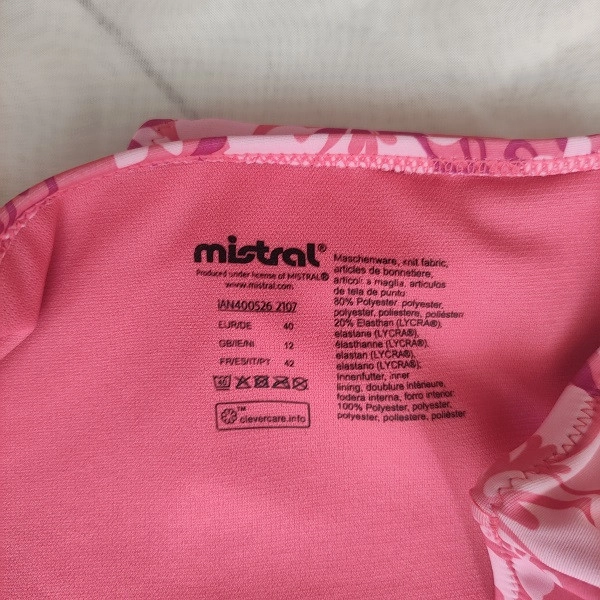 mistral®
Produced under license of MISTRAL®
www.mistral.com
IAN400526 2107
EUR/DE 40
GB/IE/NI 12
FR/ES/IT/PT 42
40
™
clevercare.info
Maschenware, knit fabric,
articles de bonneterie,
articoli a maglia, artículos
de tela de punto
80% Polyester, polyester,
polyester, poliestere, poliéster
20% Elasthan (LYCRA®),
elastane (LYCRA®),
élasthanne (LYCRA®),
elastan (LYCRA®),
elastano (LYCRA®),
Innenfutter, inner
lining, doublure intérieure,
fodera interna, forro interior:
100% Polyester, polyester,
polyester, poliestere, poliéster